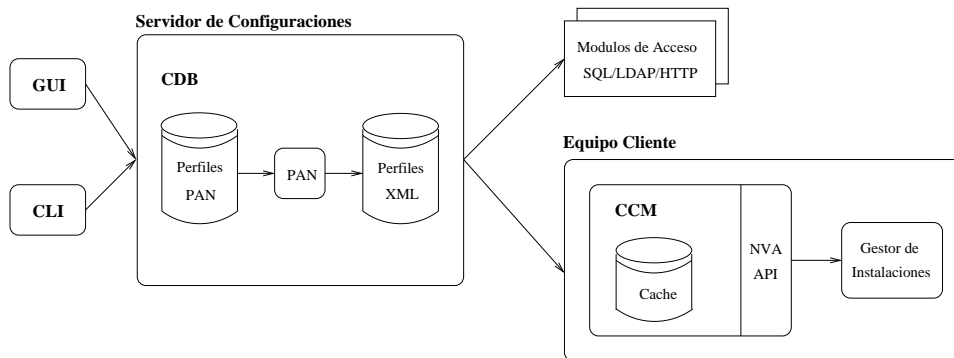 Servidor de Configuraciones
GUI
CLI
CDB
Perfiles
PAN
PAN
Perfiles
XML
Modulos de Acceso
SQL/LDAP/HTTP
Equipo Cliente
CCM
Cache
NVA
API
Gestor de
Instalaciones